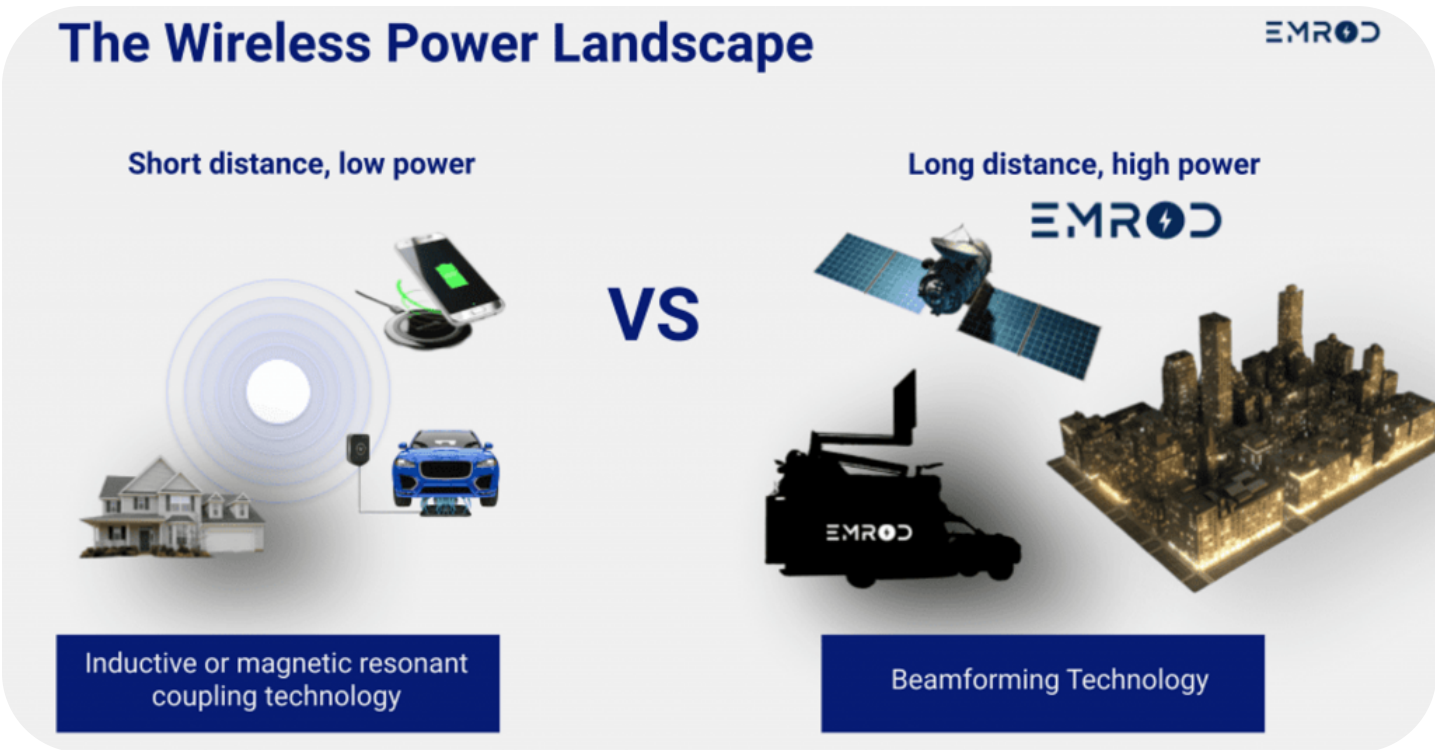 The Wireless Power Landscape
EMROD
Short distance, low power
Long distance, high power
EMROD
VS
EMROD
Inductive or magnetic resonant
coupling technology
Beamforming Technology